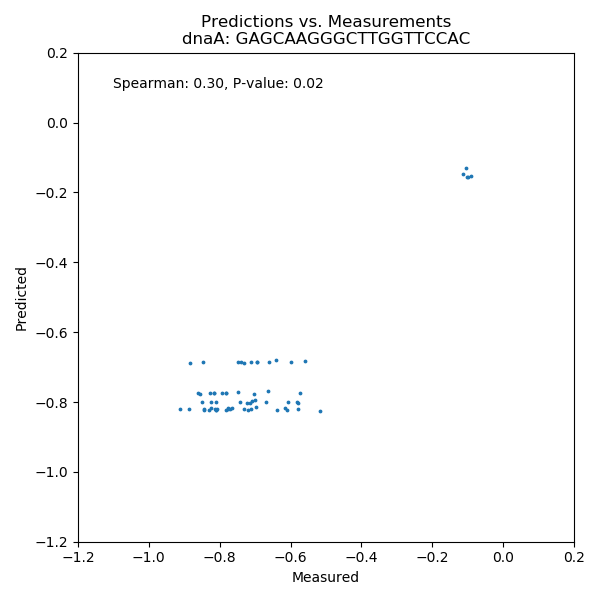 Predictions vs. Measurements
dnaA: GAGCAAGGGCTTGGTTCCAC
Spearman: 0.30, P-value: 0.02
0.2
0.0
−0.2
−0.4
−0.6
−0.8
−1.0
−1.2
Predicted
−1.2 −1.0 −0.8 −0.6 −0.4 −0.2 0.0 0.2
Measured